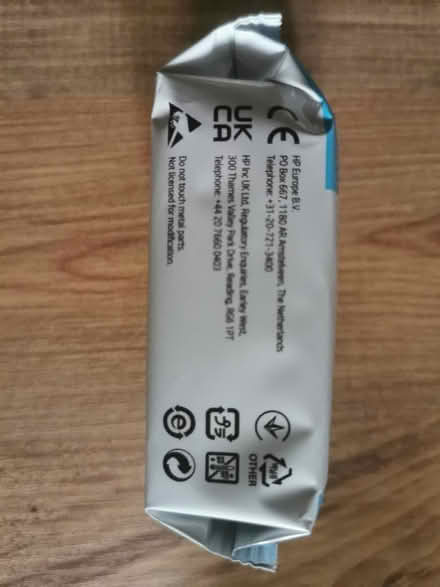 CE
HP Europe B.V.
PO Box 667, 1180 AR Amstelveen, The Netherlands
Telephone: +31-20-721-3400
UK
CA
HP Inc UK Ltd, Regulatory Enquiries, Earley West,
300 Thames Valley Park Drive, Reading, RG6 1PT
Telephone: +44 20 7660 0403
Do not touch metal parts.
Not licensed for modification.
OTHER
e